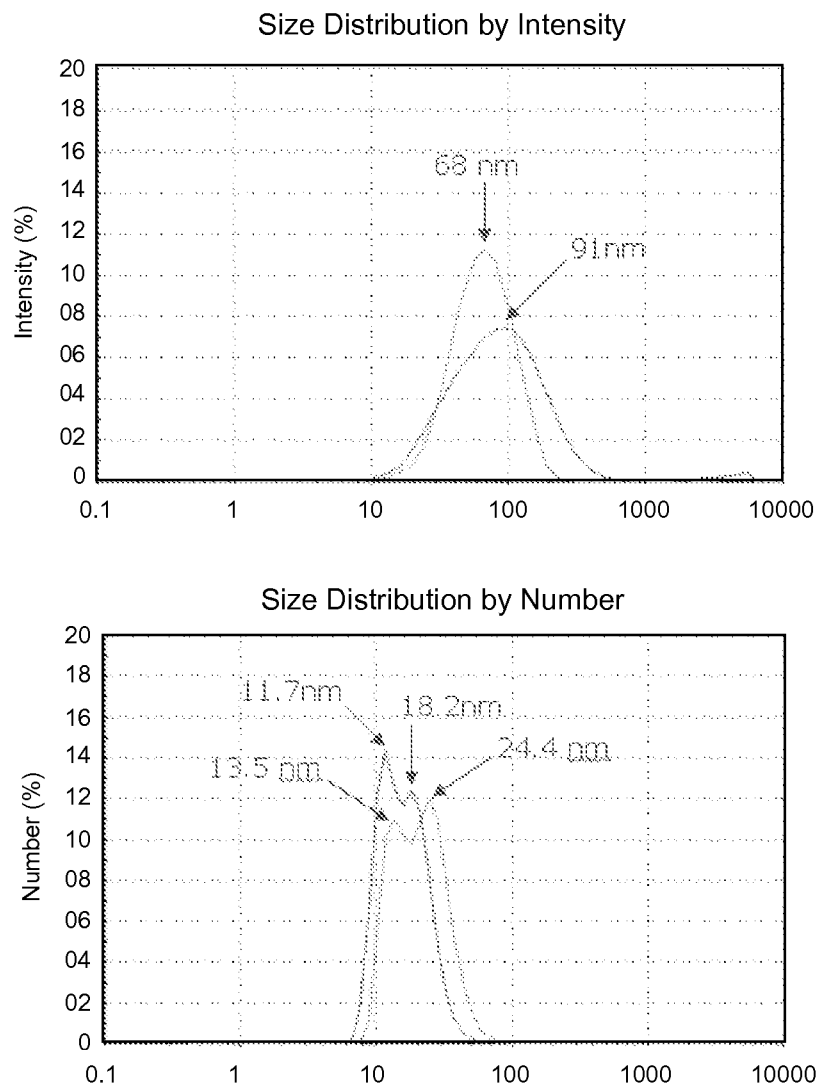 Size Distribution by Intensity
20
18
16
14
12
10
08
06
04
02
0
Intensity (%)
68 nm
91nm
0.1 1 10 100 1000 10000
Size Distribution by Number
20
18
16
14
12
10
08
06
04
02
0
Number (%)
11.7nm
18.2nm
24.4 nm
13.5 nm
0.1 1 10 100 1000 10000